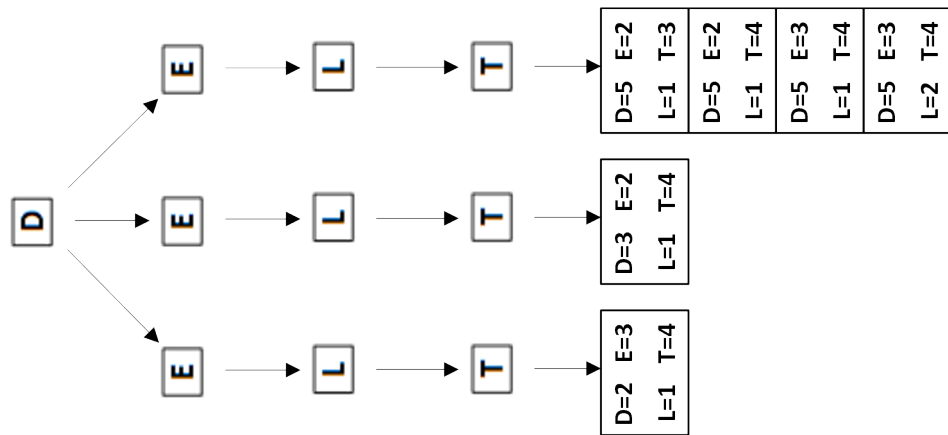 D
E E E
L L L
T T T
D=2 E=3
L=1 T=4
D=3 E=2
L=1 T=4
D=5 E=2
L=1 T=3
D=5 E=2
L=1 T=4
D=5 E=3
L=1 T=4
D=5 E=3
L=2 T=4